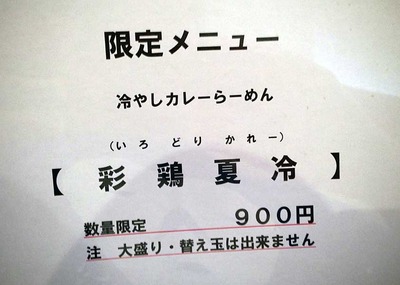 限定メニュー
冷やしカレーらーめん
（いろ どり かれー）
【 彩 鶏 夏 冷 】
数量限定 ９００円
注 大盛り・替え玉は出来ません